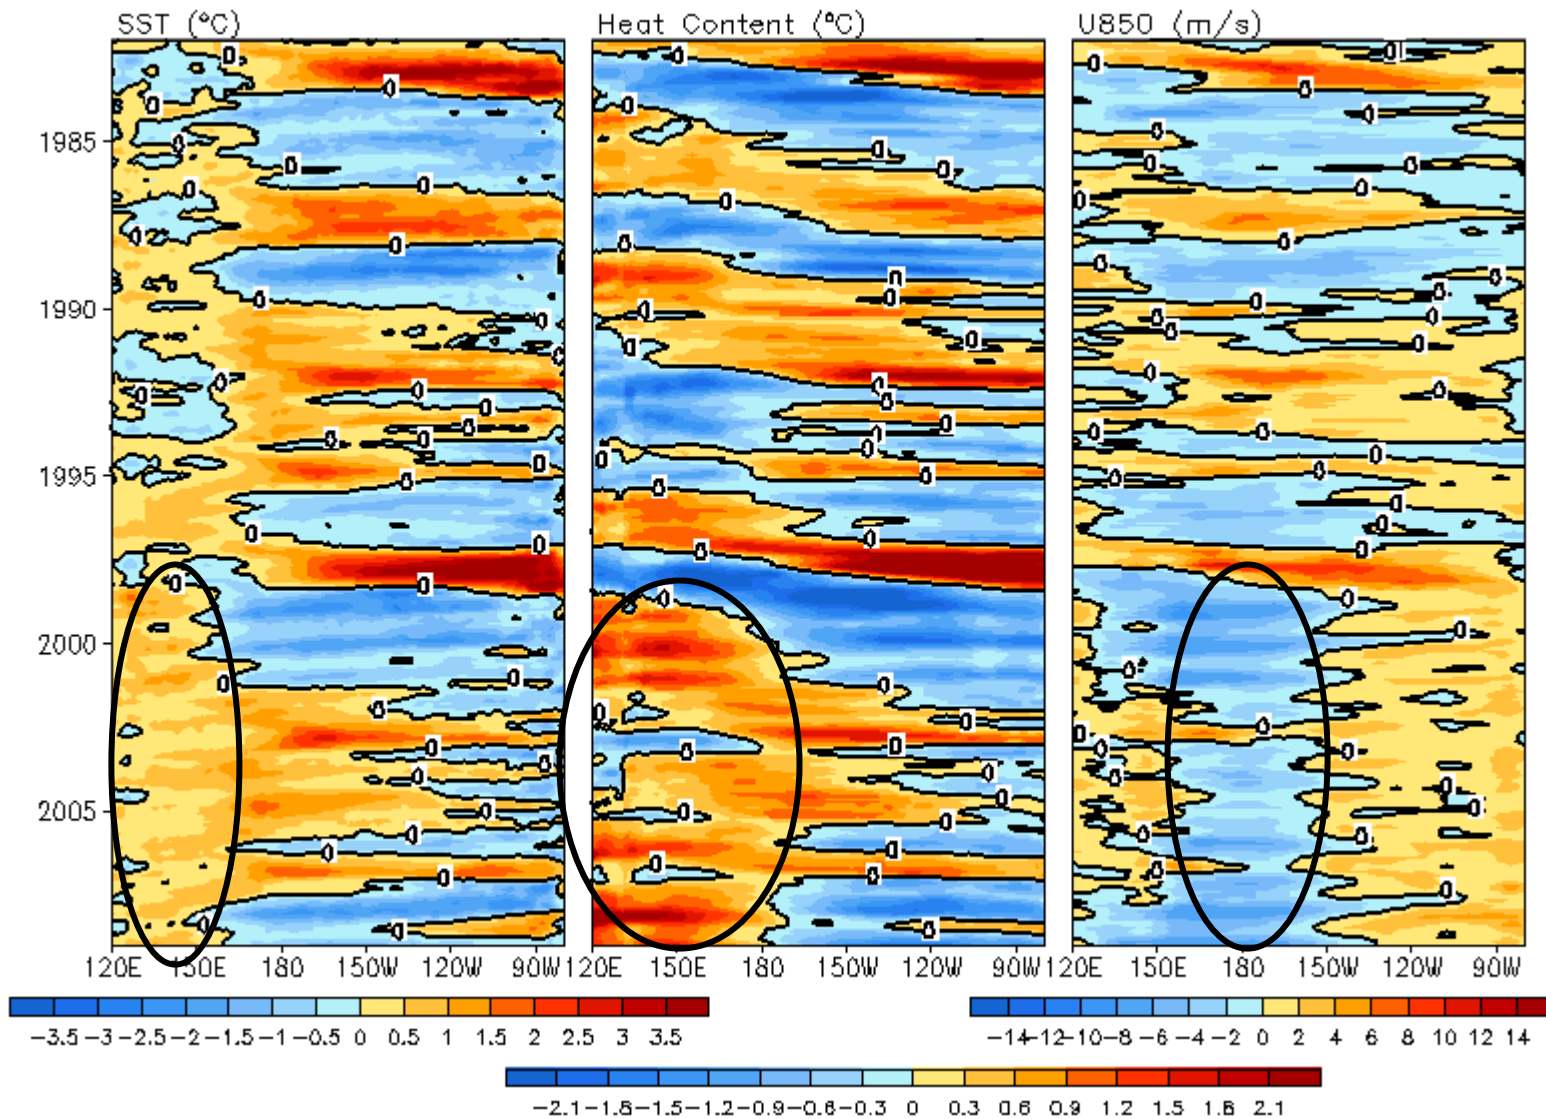 SST (°C)
Heat Content (°C)
U850 (m/s)
1985
1990
1995
2000
2005
120E 150E 180 150W 120W 90W
120E 150E 180 150W 120W 90W
120E 150E 180 150W 120W 90W
-3.5 -3 -2.5 -2 -1.5 -1 -0.5 0 0.5 1 1.5 2 2.5 3 3.5
-14 -12 -10 -8 -6 -4 -2 0 2 4 6 8 10 12 14
-2.1 -1.8 -1.5 -1.2 -0.9 -0.6 -0.3 0 0.3 0.6 0.9 1.2 1.5 1.8 2.1